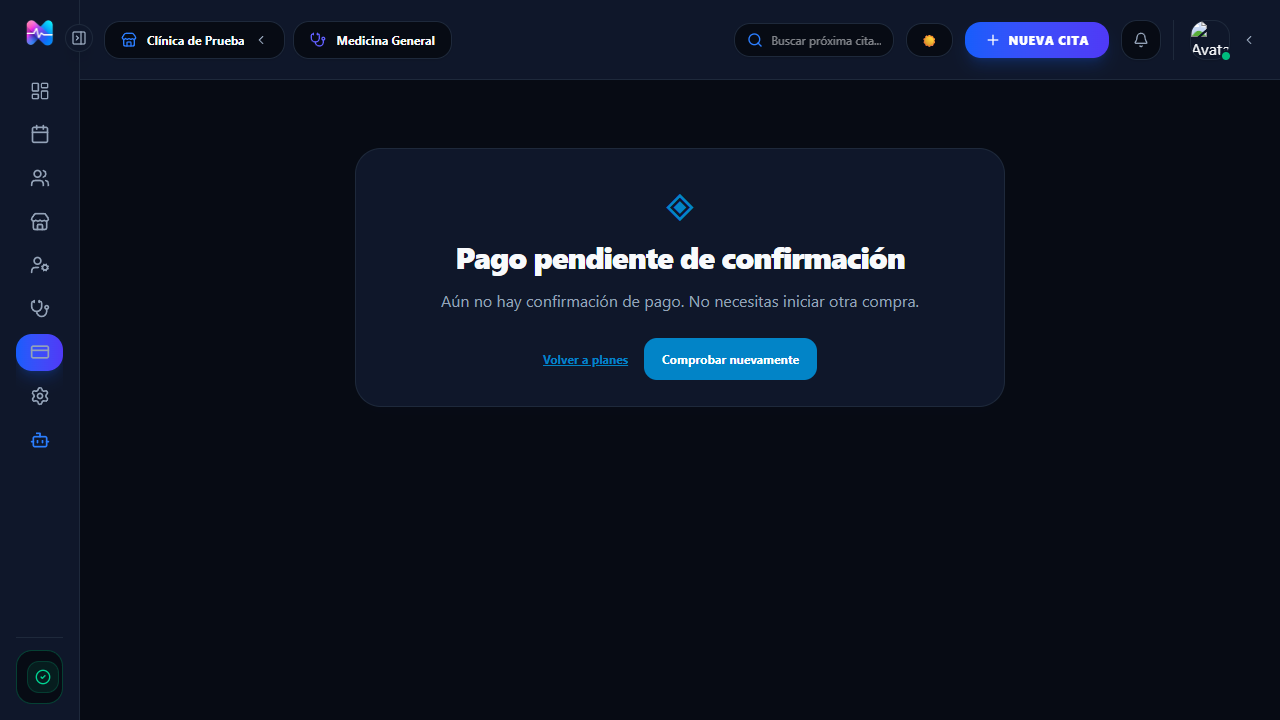 Clínica de Prueba
Medicina General
Buscar próxima cita...
NUEVA CITA
Avata
Pago pendiente de confirmación
Aún no hay confirmación de pago. No necesitas iniciar otra compra.
Volver a planes
Comprobar nuevamente